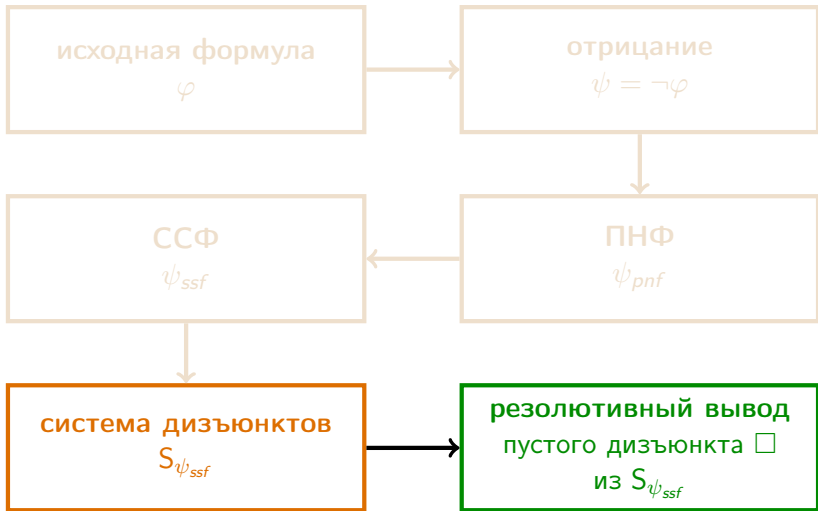 исходная формула
φ
отрицание
ψ = ¬φ
ССФ
ψ_ssf
ПНФ
ψ_pnf
система дизъюнктов
S_ψ_ssf
резолютивный вывод
пустого дизъюнкта □
из S_ψ_ssf